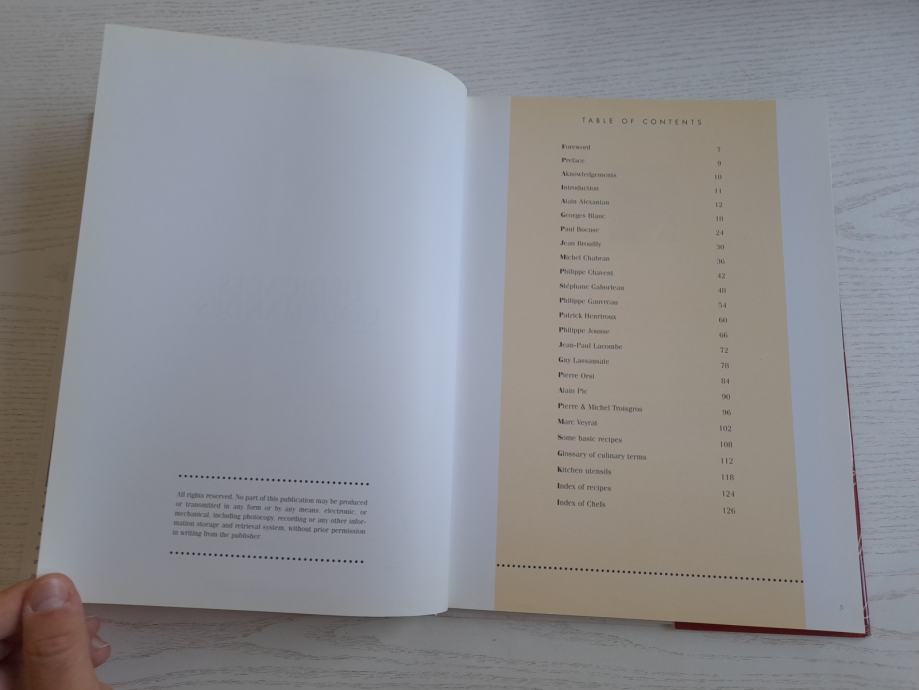 All rights reserved. No part of this publication may be produced
or transmitted in any form or by any means, electronic, or
mechanical, including photocopy, recording or any other infor-
mation storage and retrieval system, without prior permission
in writing from the publisher.
TABLE OF CONTENTS
Foreword 7
Preface 9
Aknowledgements 10
Introduction 11
Alain Alexanian 12
Georges Blanc 18
Paul Bocuse 24
Jean Brouilly 30
Michel Chabran 36
Philippe Chavent 42
Stéphane Gaborieau 48
Philippe Gauvreau 54
Patrick Henriroux 60
Philippe Jousse 66
Jean-Paul Lacombe 72
Guy Lassausaie 78
Pierre Orsi 84
Alain Pic 90
Pierre & Michel Troisgros 96
Marc Veyrat 102
Some basic recipes 108
Glossary of culinary terms 112
Kitchen utensils 118
Index of recipes 124
Index of Chefs 126
5